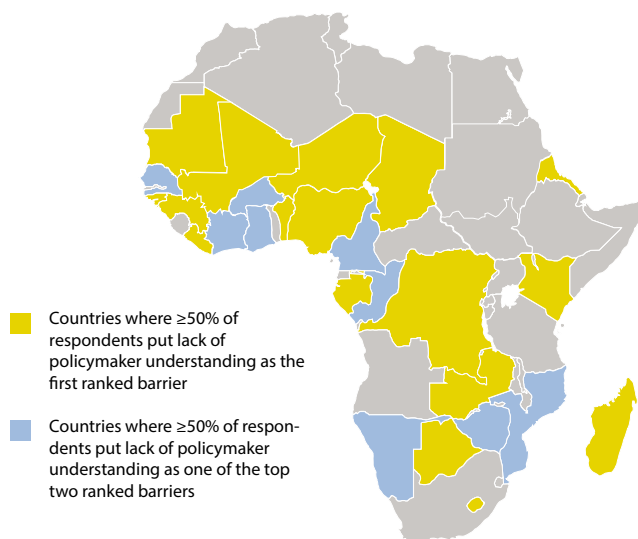 Countries where ≥50% of
respondents put lack of
policymaker understanding as the
first ranked barrier
Countries where ≥50% of respon-
dents put lack of policymaker
understanding as one of the top
two ranked barriers